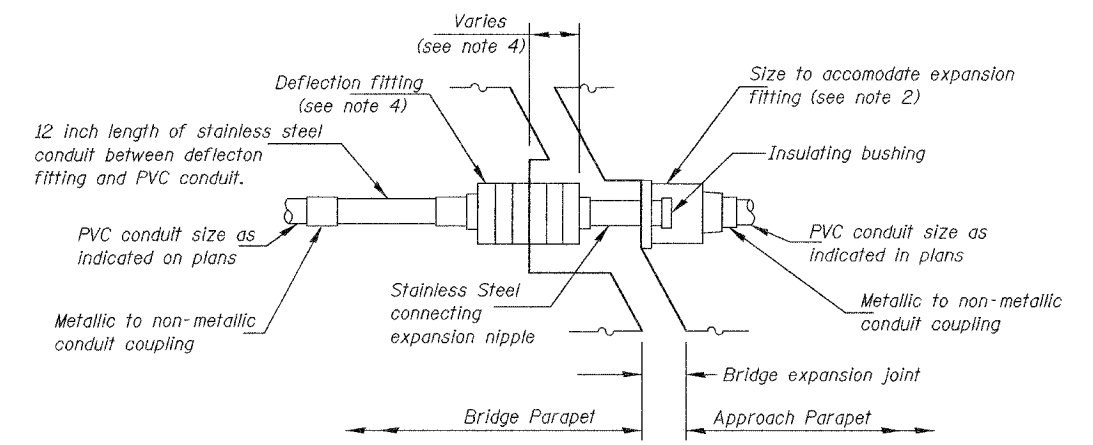 Varies
(see note 4)
Deflection fitting
(see note 4)
Size to accomodate expansion
fitting (see note 2)
12 inch length of stainless steel
conduit between deflecton
fitting and PVC conduit.
Insulating bushing
PVC conduit size as
indicated on plans
PVC conduit size as
indicated in plans
Stainless Steel
connecting
expansion nipple
Metallic to non-metallic
conduit coupling
Metallic to non-metallic
conduit coupling
Bridge expansion joint
Bridge Parapet
Approach Parapet